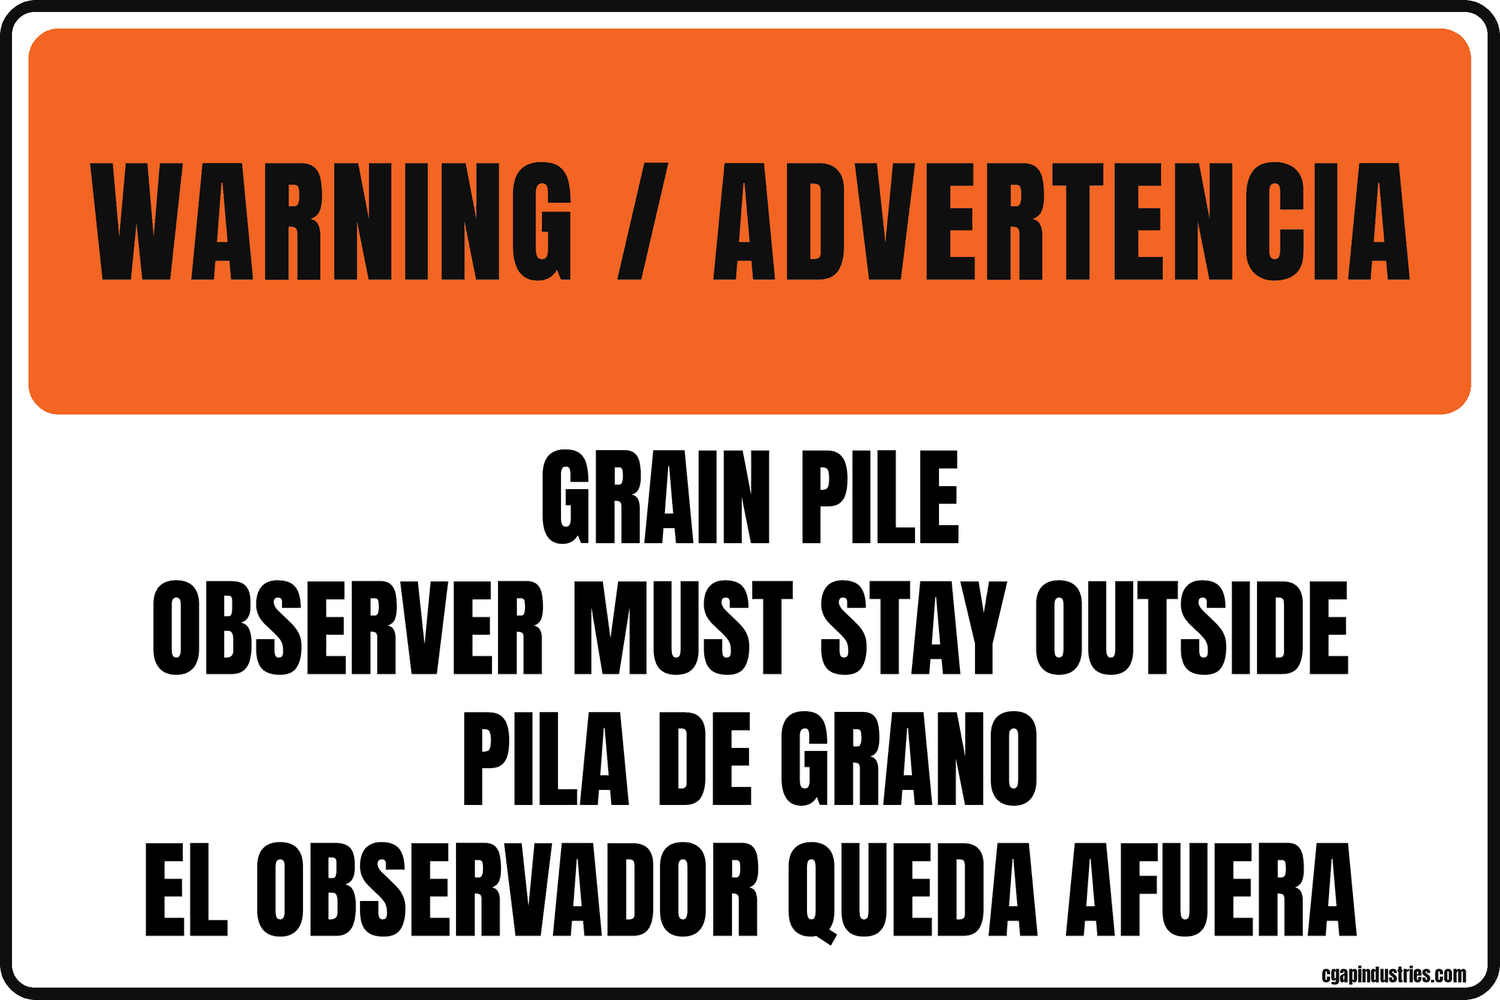 WARNING / ADVERTENCIA
GRAIN PILE
OBSERVER MUST STAY OUTSIDE
PILA DE GRANO
EL OBSERVADOR QUEDA AFUERA
cgapindustries.com